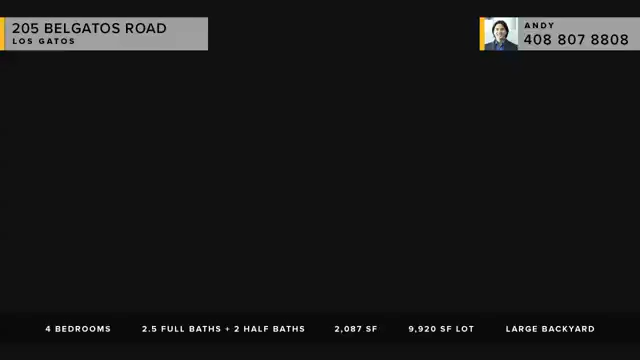 205 BELGATOS ROAD
LOS GATOS
ANDY
408 807 8808
4 BEDROOMS 2.5 FULL BATHS + 2 HALF BATHS 2,087 SF 9,920 SF LOT LARGE BACKYARD